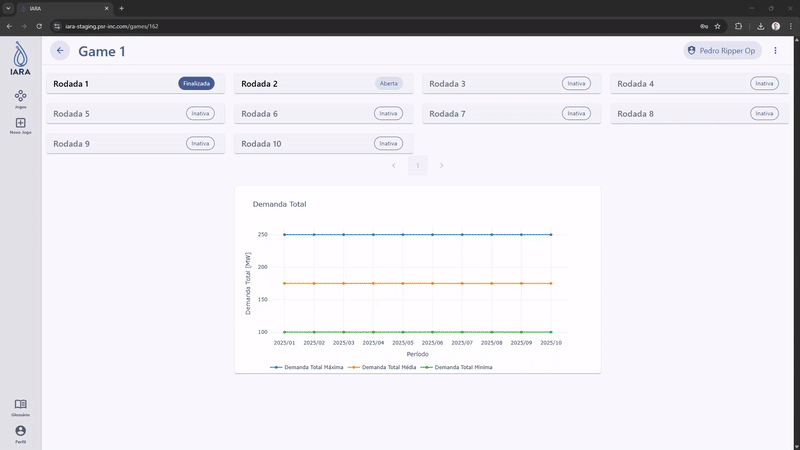 IARA
iara-staging.psr-inc.com/games/162
IARA
Game 1
Pedro Ripper Op
Jogos
Novo Jogo
Rodada 1 Finalizada
Rodada 2 Aberta
Rodada 3 Inativa
Rodada 4 Inativa
Rodada 5 Inativa
Rodada 6 Inativa
Rodada 7 Inativa
Rodada 8 Inativa
Rodada 9 Inativa
Rodada 10 Inativa
1
Demanda Total
250
200
150
100
Demanda Total [MW]
2025/01 2025/02 2025/03 2025/04 2025/05 2025/06 2025/07 2025/08 2025/09 2025/10
Período
Demanda Total Máxima Demanda Total Média Demanda Total Mínima
Glossário
Perfil